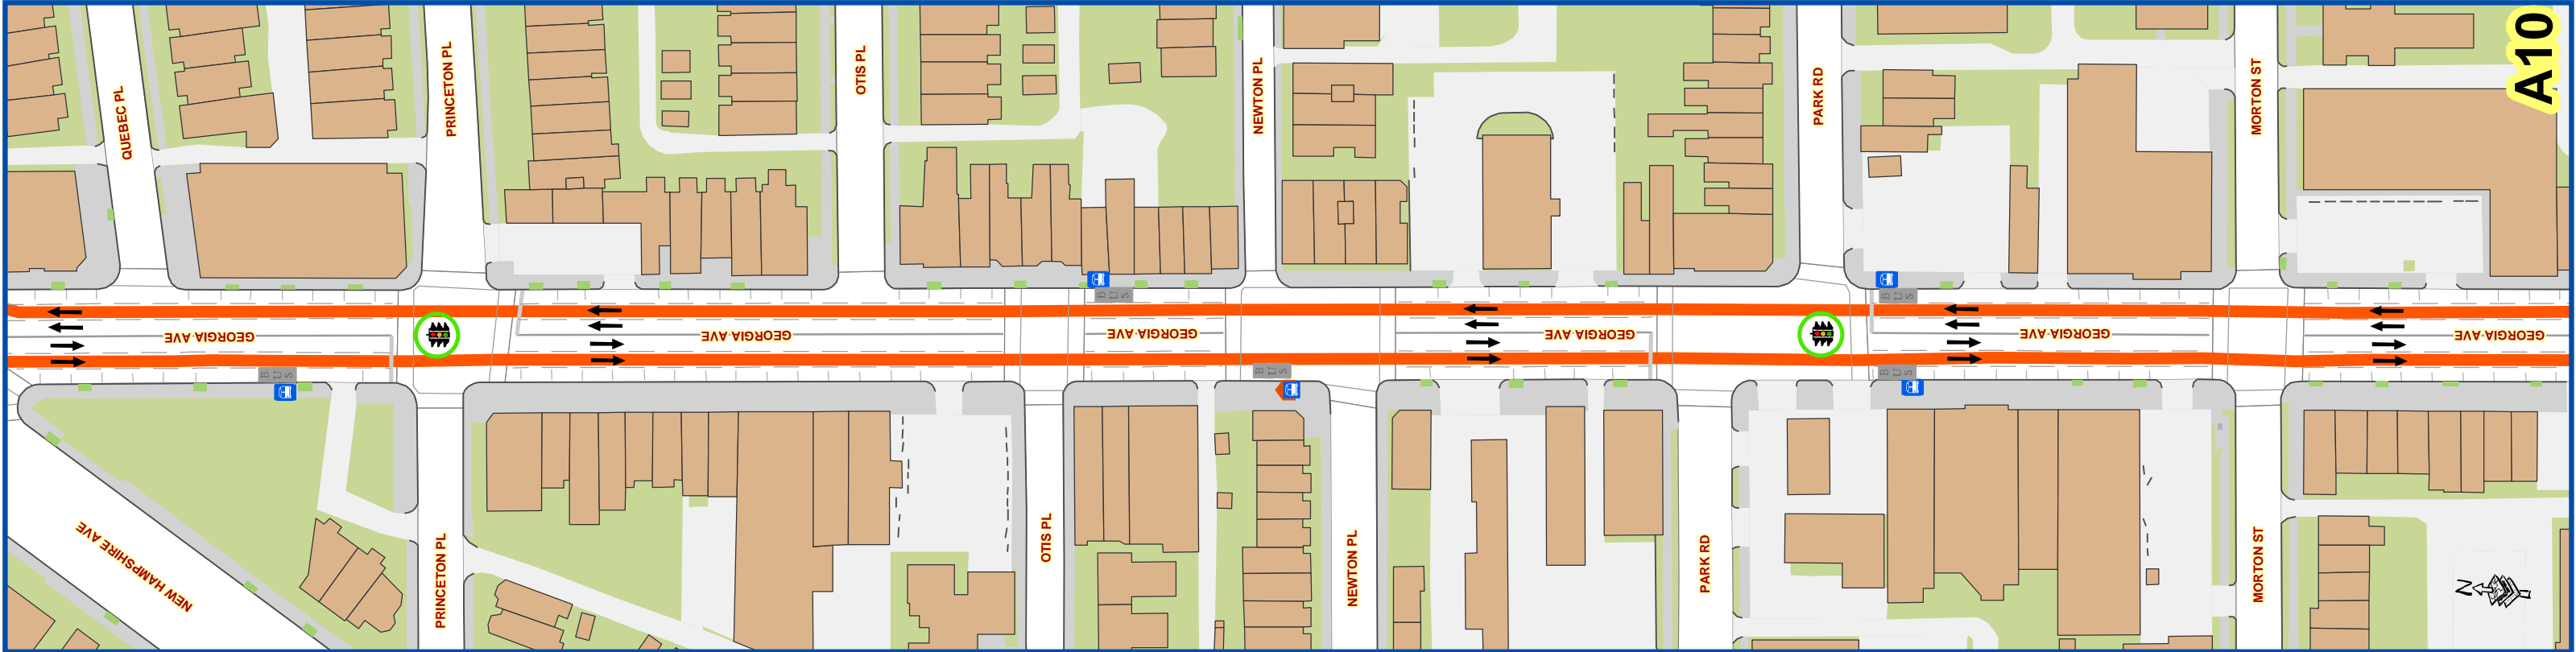 A10
QUEBEC PL
PRINCETON PL
OTIS PL
NEWTON PL
PARK RD
MORTON ST
BUS
BUS
GEORGIA AVE
GEORGIA AVE
GEORGIA AVE
GEORGIA AVE
GEORGIA AVE
GEORGIA AVE
BUS
BUS
BUS
NEW HAMPSHIRE AVE
PRINCETON PL
OTIS PL
NEWTON PL
PARK RD
MORTON ST
N